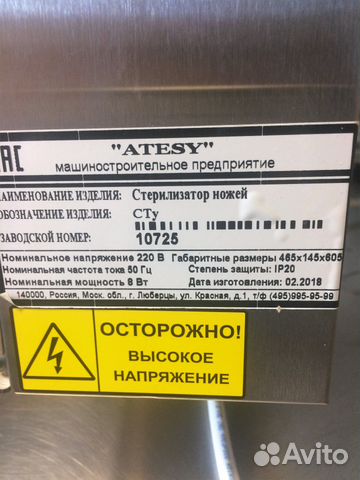 "ATESY"
машиностроительное предприятие
НАИМЕНОВАНИЕ ИЗДЕЛИЯ: Стерилизатор ножей
ОБОЗНАЧЕНИЕ ИЗДЕЛИЯ: СТу
ЗАВОДСКОЙ НОМЕР: 10725
Номинальное напряжение 220 В Габаритные размеры 465х145х605
Номинальная частота тока 50 Гц Степень защиты: IP20
Номинальная мощность 8 Вт Дата изготовления: 02.2018
140000, Россия, Моск. обл., г. Люберцы, ул. Красная, д.1, т/ф (495)995-95-99
ОСТОРОЖНО!
ВЫСОКОЕ
НАПРЯЖЕНИЕ
Avito